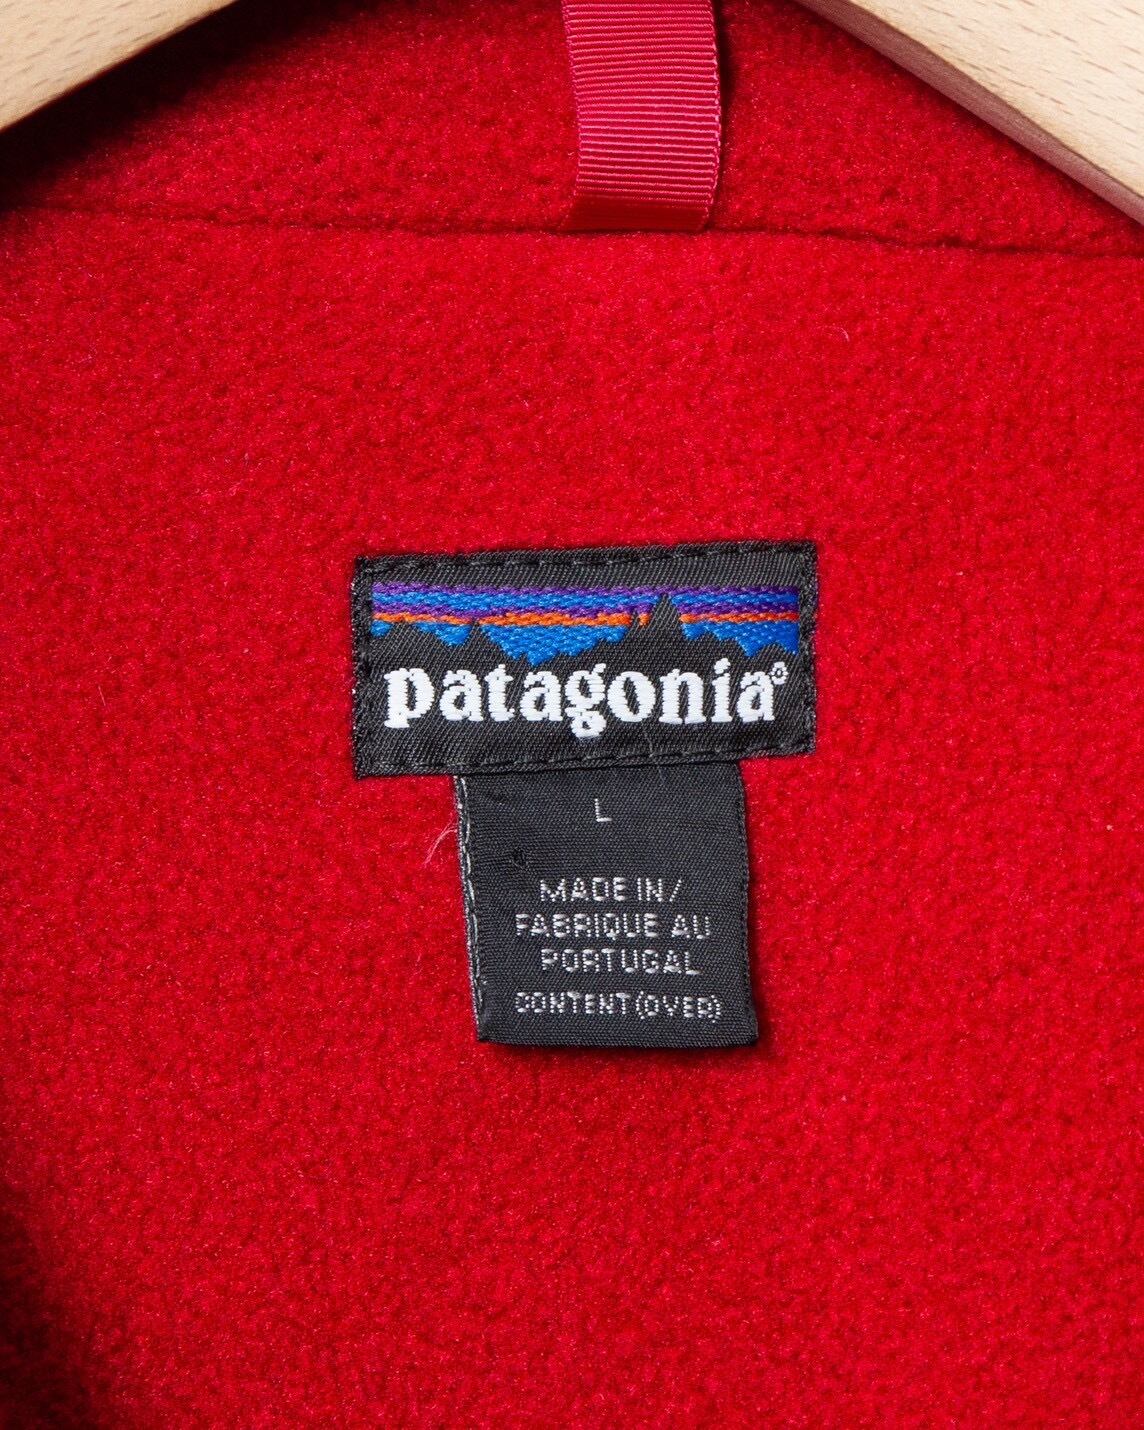 patagonia®
L
MADE IN/
FABRIQUE AU
PORTUGAL
CONTENT (OVER)